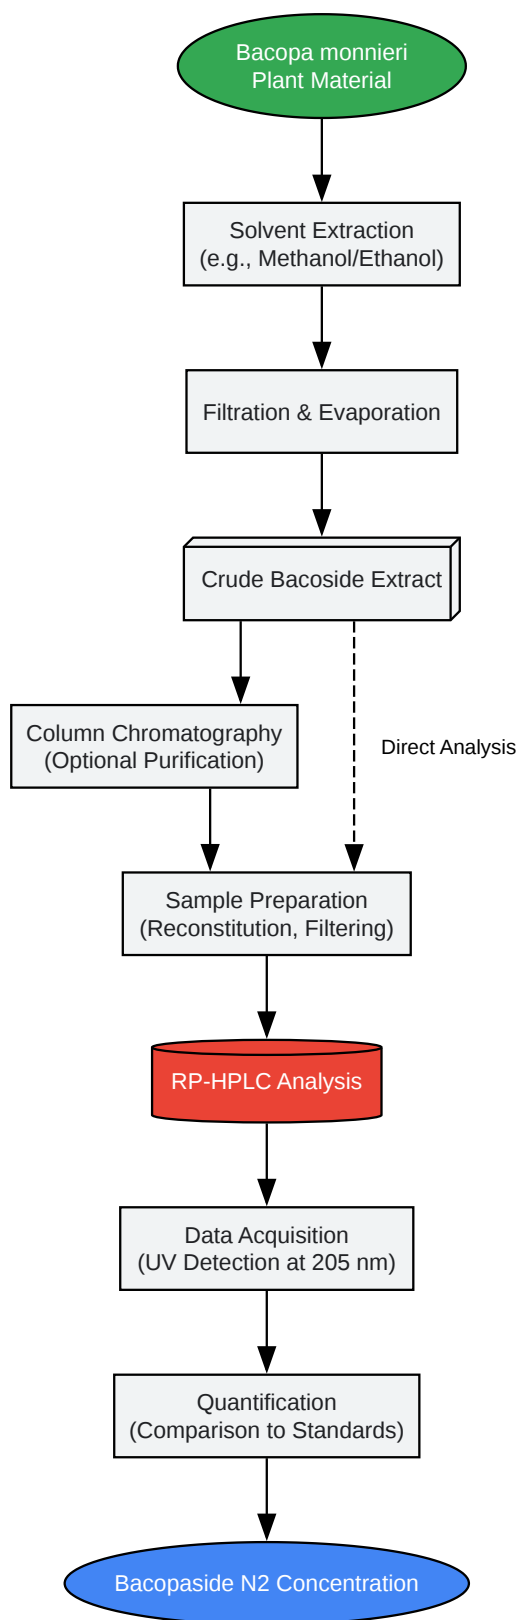 Bacopa monnieri
Plant Material
Solvent Extraction
(e.g., Methanol/Ethanol)
Filtration & Evaporation
Crude Bacoside Extract
Column Chromatography
(Optional Purification)
Direct Analysis
Sample Preparation
(Reconstitution, Filtering)
RP-HPLC Analysis
Data Acquisition
(UV Detection at 205 nm)
Quantification
(Comparison to Standards)
Bacopaside N2 Concentration